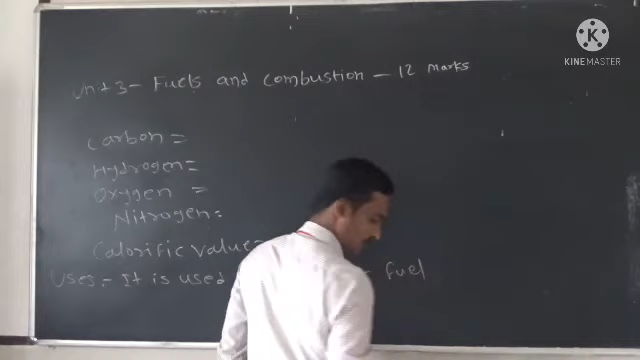 Unit 3 - Fuels and combustion - 12 marks
Carbon =
Hydrogen =
Oxygen =
Nitrogen =
Calorific value =
Uses - It is used fuel
K
KINEMASTER